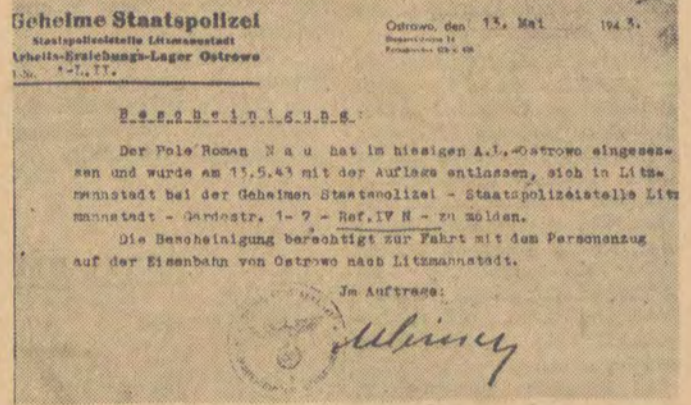 Geheime Staatspolizei
Staatspolizeistelle Litzmannstadt
Arbeits-Erziehungs-Lager Ostrowo
Ostrowo, den 13. Mai 1943.
Bescheinigung:
Der Pole Roman N a u hat im hiesigen A.L.-Ostrowo eingeses-
sen und wurde am 13.5.43 mit der Auflage entlassen, sich in Litz-
mannstadt bei der Geheimen Staatspolizei - Staatspolizeistelle Litz
mannstadt - Gardestr. 1-7 - Ref.IV N - zu melden.
Die Bescheinigung berechtigt zur Fahrt mit dem Personenzug
auf der Eisenbahn von Ostrowo nach Litzmannstadt.
Im Auftrage: